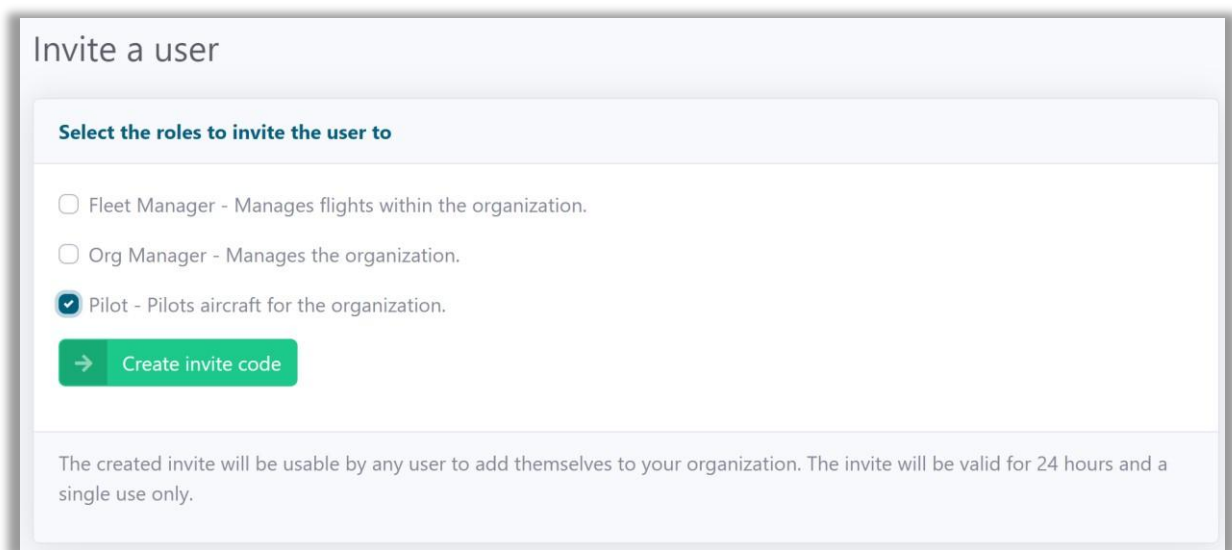 Invite a user
Select the roles to invite the user to
Fleet Manager - Manages flights within the organization.
Org Manager - Manages the organization.
Pilot - Pilots aircraft for the organization.
Create invite code
The created invite will be usable by any user to add themselves to your organization. The invite will be valid for 24 hours and a
single use only.